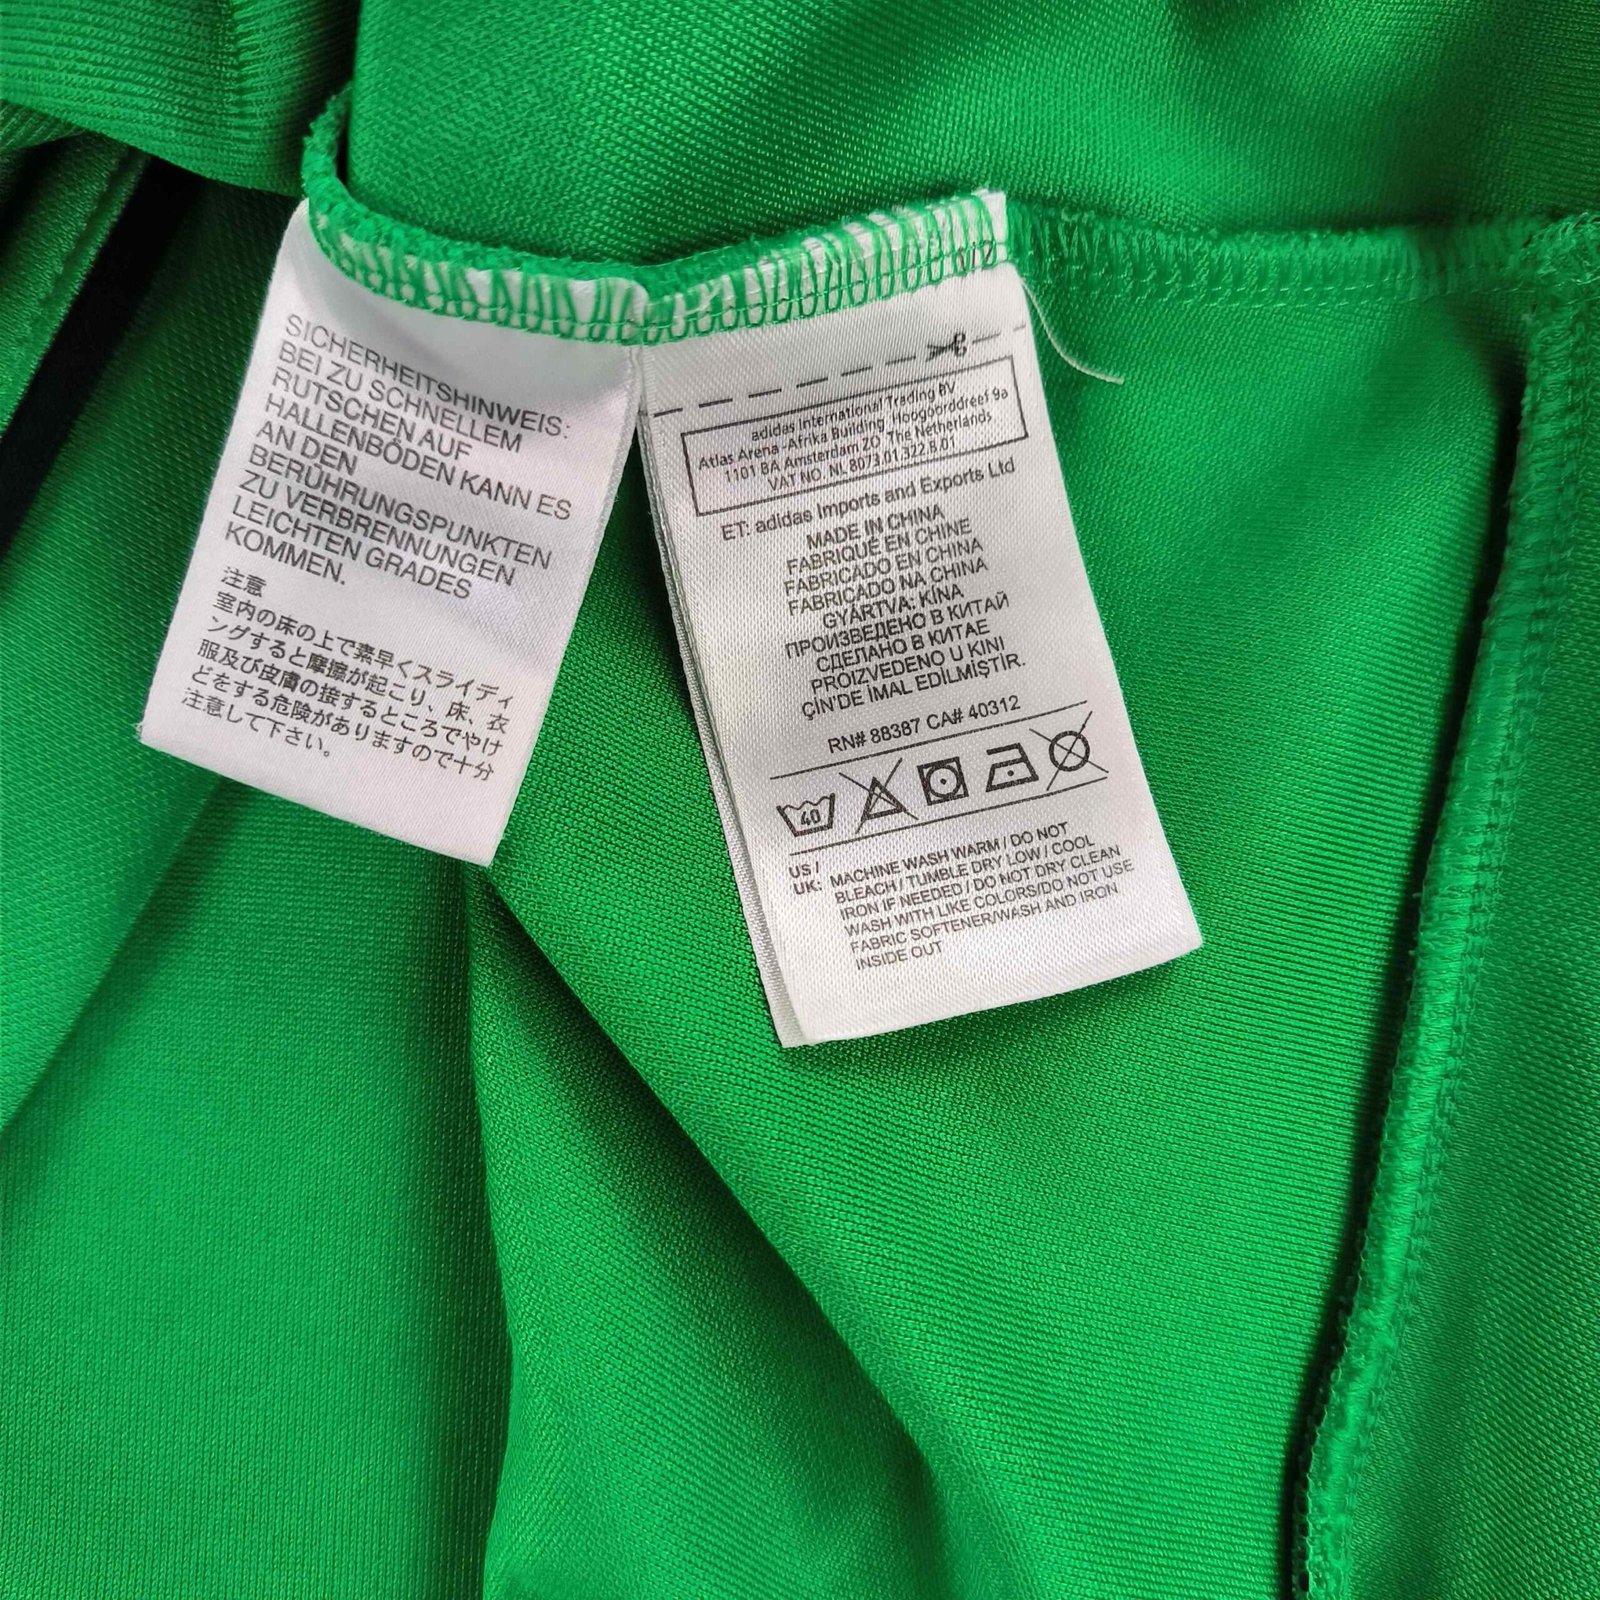 SICHERHEITSHINWEIS:
BEI ZU SCHNELLEM
RUTSCHEN AUF
HALLENBÖDEN KANN ES
AN DEN
BERÜHRUNGSPUNKTEN
ZU VERBRENNUNGEN
LEICHTEN GRADES
KOMMEN.
注意
室内の床の上で素早くスライディ
ングすると摩擦が起こり、床、衣
服及び皮膚の接するところでやけ
どをする危険がありますので十分
注意して下さい。
adidas International Trading BV
Atlas Arena - Afrika Building, Hoogoorddreef 9a
1101 BA Amsterdam ZO The Netherlands
VAT NO. NL 8073.01.322.B.01
ET: adidas Imports and Exports Ltd
MADE IN CHINA
FABRIQUÉ EN CHINE
FABRICADO EN CHINA
FABRICADO NA CHINA
GYÁRTVA: KÍNA
ПРОИЗВЕДЕНО В КИТАЙ
СДЕЛАНО В КИТАЕ
PROIZVEDENO U KINI
ÇİN'DE İMAL EDİLMİŞTİR.
RN# 88387 CA# 40312
40
US / UK: MACHINE WASH WARM / DO NOT
BLEACH / TUMBLE DRY LOW / COOL
IRON IF NEEDED / DO NOT DRY CLEAN
WASH WITH LIKE COLORS/DO NOT USE
FABRIC SOFTENER/WASH AND IRON
INSIDE OUT